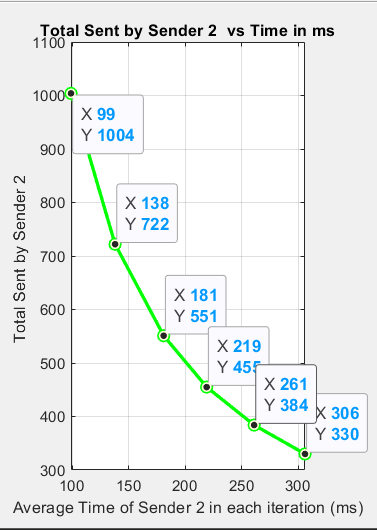 Total Sent by Sender 2  vs Time in ms
1100
1000
900
800
700
600
500
400
300
Total Sent by Sender 2
X 99
Y 1004
X 138
Y 722
X 181
Y 551
X 219
Y 455
X 261
Y 384
X 306
Y 330
100
150
200
250
300
Average Time of Sender 2 in each iteration (ms)